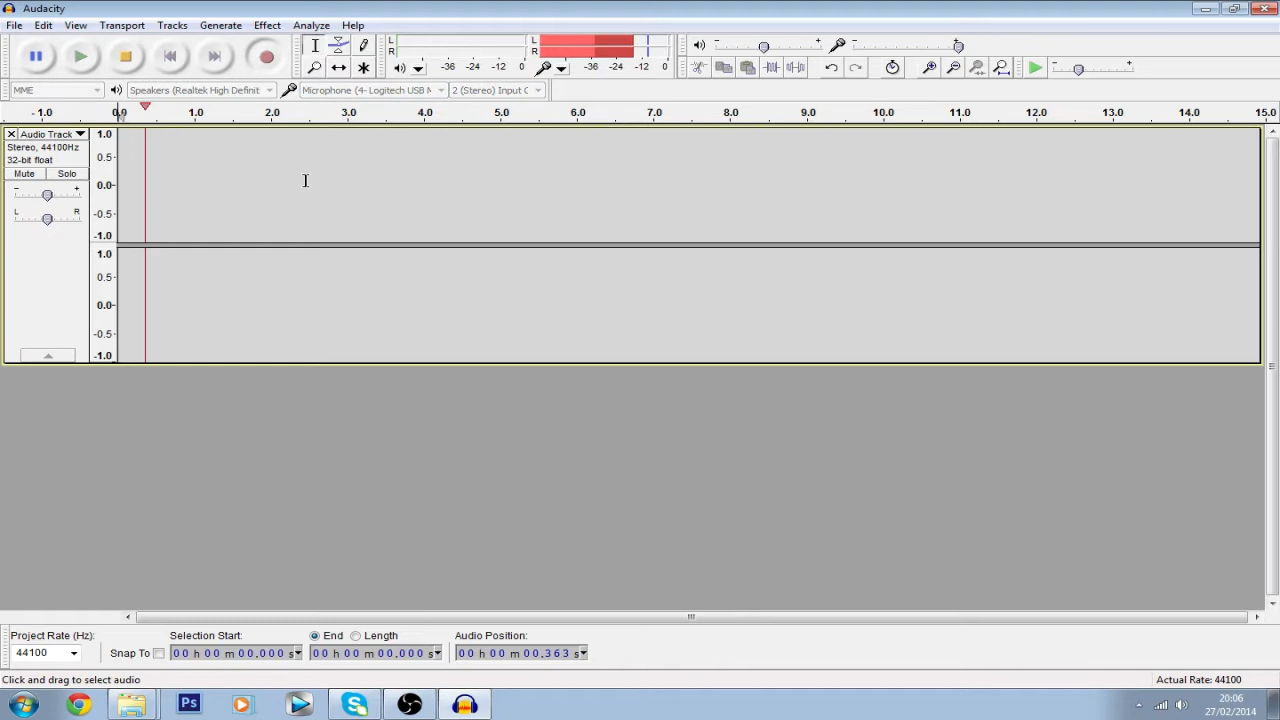 Audacity
File Edit View Transport Tracks Generate Effect Analyze Help
L
R
-36 -24 -12 0
L
R
-36 -24 -12 0
MME
Speakers (Realtek High Definit
Microphone (4- Logitech USB M
2 (Stereo) Input C
- 1.0 0.0 1.0 2.0 3.0 4.0 5.0 6.0 7.0 8.0 9.0 10.0 11.0 12.0 13.0 14.0 15.0
Audio Track
Stereo, 44100Hz
32-bit float
Mute Solo
- +
L R
1.0
0.5
0.0
-0.5
-1.0
1.0
0.5
0.0
-0.5
-1.0
Project Rate (Hz): Selection Start: End Length Audio Position:
44100 Snap To 00 h 00 m 00.000 s 00 h 00 m 00.000 s 00 h 00 m 00.363 s
Click and drag to select audio Actual Rate: 44100
Ps
20:06
27/02/2014